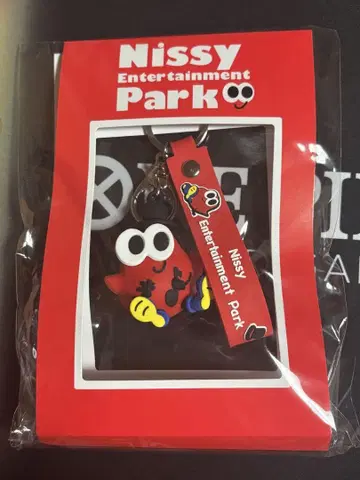 Nissy
Entertainment
Park
Nissy
Entertainment Park